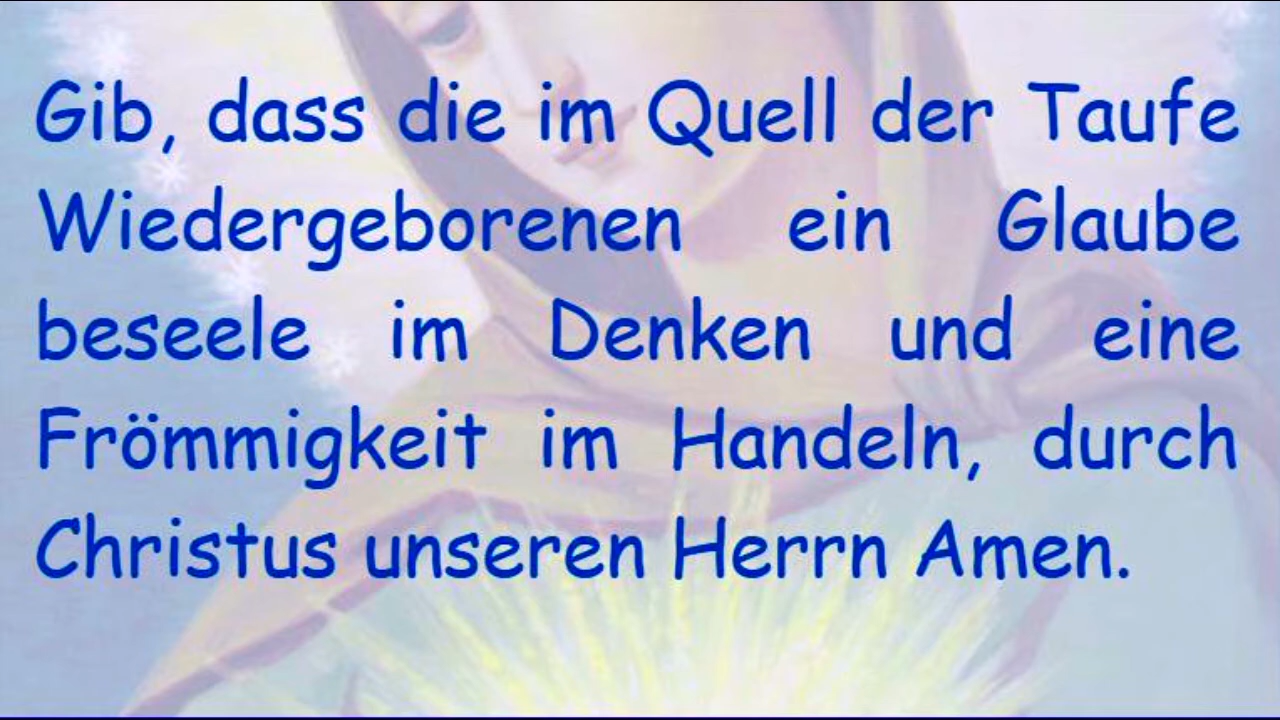 Gib, dass die im Quell der Taufe
Wiedergeborenen ein Glaube
beseele im Denken und eine
Frömmigkeit im Handeln, durch
Christus unseren Herrn Amen.